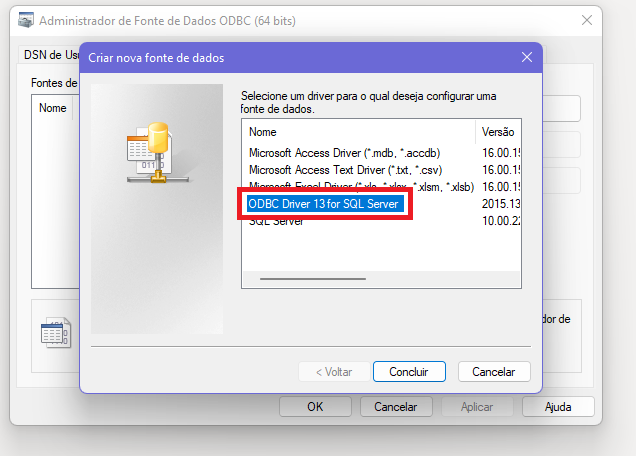 Administrador de Fonte de Dados ODBC (64 bits)
DSN de Us
Criar nova fonte de dados
Fontes de
Nome
Selecione um driver para o qual deseja configurar uma
fonte de dados.
Nome Versão
Microsoft Access Driver (*.mdb, *.accdb) 16.00.15
Microsoft Access Text Driver (*.txt, *.csv) 16.00.15
Microsoft Excel Driver (*.xls, *.xlsx, *.xlsm, *.xlsb) 16.00.15
ODBC Driver 13 for SQL Server 2015.13
SQL Server 10.00.22
dor de
< Voltar Concluir Cancelar
OK Cancelar Aplicar Ajuda